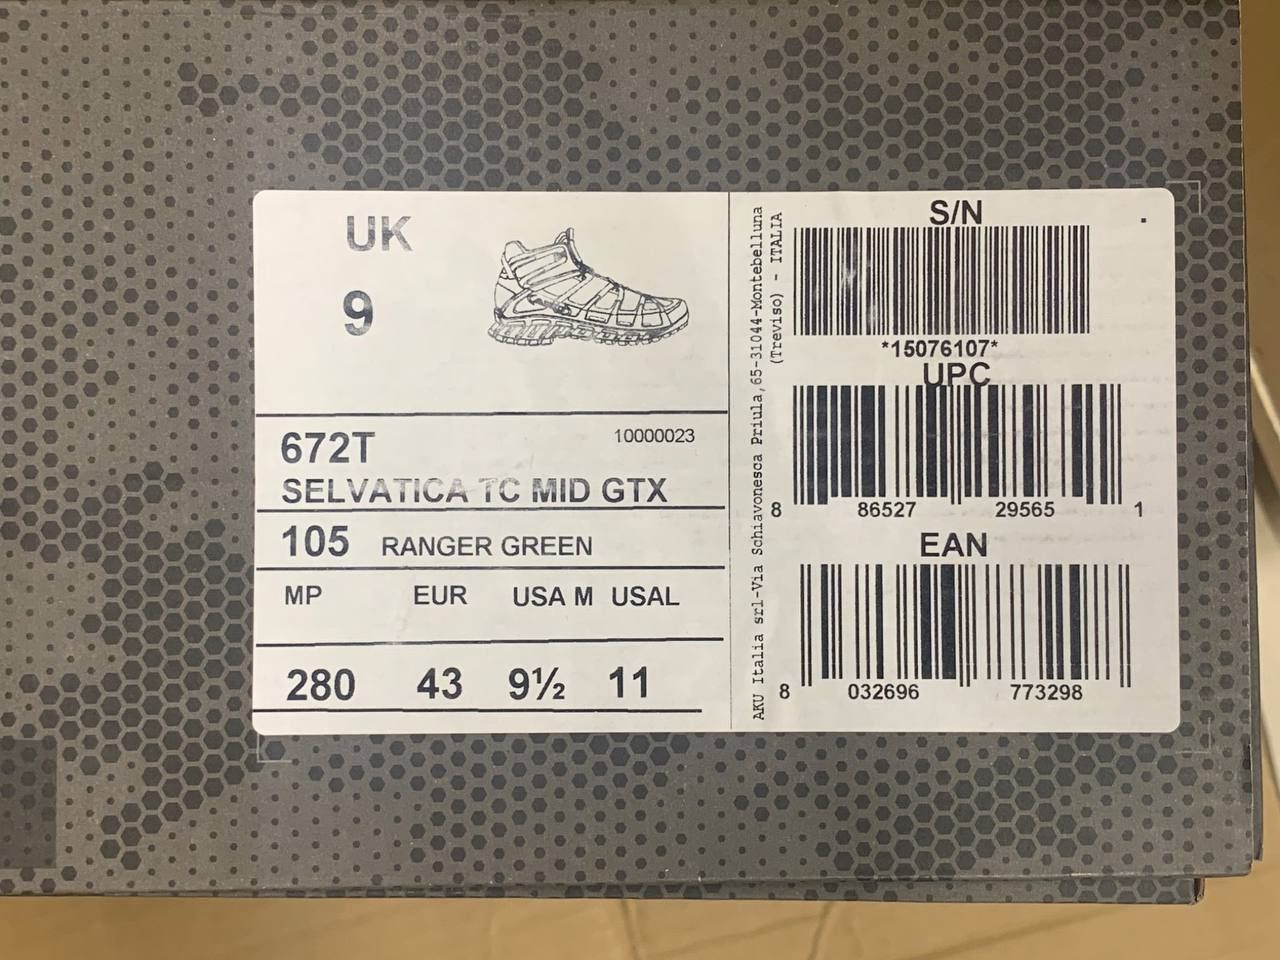 UK
9
672T
10000023
SELVATICA TC MID GTX
105 RANGER GREEN
MP EUR USA M USAL
280 43 9½ 11
AKU Italia srl-Via Schiavonesca Priula,65-31044-Montebelluna
(Treviso) - ITALIA
S/N
*15076107*
UPC
8 86527 29565 1
EAN
8 032696 773298